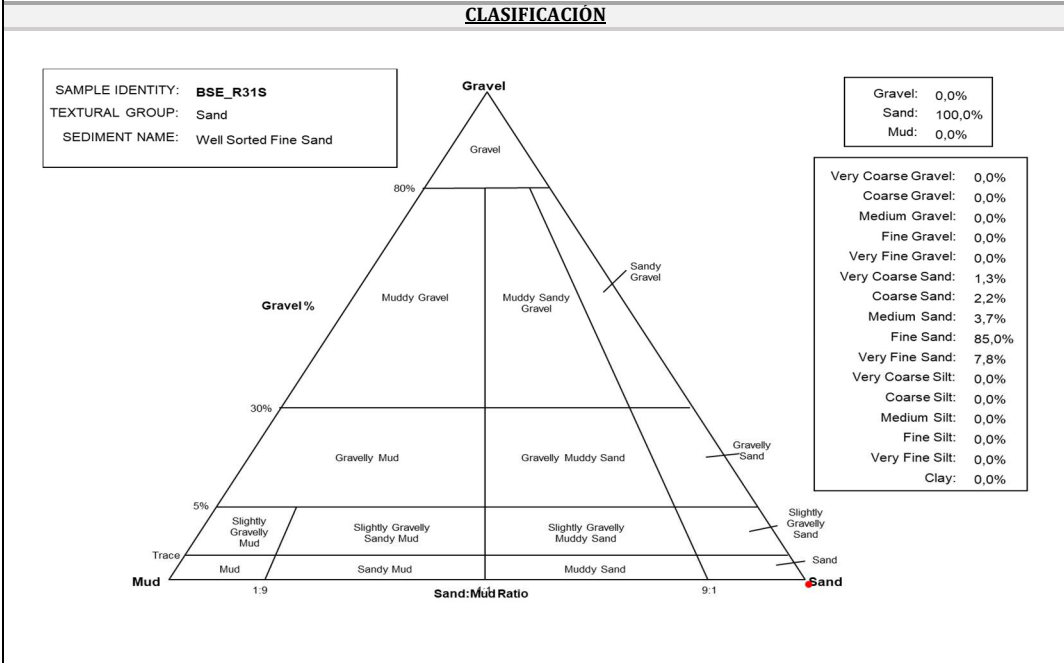 CLASIFICACIÓN
SAMPLE IDENTITY: BSE_R31S
TEXTURAL GROUP: Sand
SEDIMENT NAME: Well Sorted Fine Sand
Gravel: 0,0%
Sand: 100,0%
Mud: 0,0%
Very Coarse Gravel: 0,0%
Coarse Gravel: 0,0%
Medium Gravel: 0,0%
Fine Gravel: 0,0%
Very Fine Gravel: 0,0%
Very Coarse Sand: 1,3%
Coarse Sand: 2,2%
Medium Sand: 3,7%
Fine Sand: 85,0%
Very Fine Sand: 7,8%
Very Coarse Silt: 0,0%
Coarse Silt: 0,0%
Medium Silt: 0,0%
Fine Silt: 0,0%
Very Fine Silt: 0,0%
Clay: 0,0%
Gravel
Gravel
80%
Sandy
Gravel
Muddy Gravel
Muddy Sandy
Gravel
Gravel %
30%
Gravelly Mud
Gravelly Muddy Sand
Gravelly
Sand
5%
Slightly
Gravelly
Mud
Slightly Gravelly
Sandy Mud
Slightly Gravelly
Muddy Sand
Slightly
Gravelly
Sand
Trace
Mud
Sandy Mud
Muddy Sand
Sand
Mud
Sand
1:9
9:1
Sand:Mud Ratio